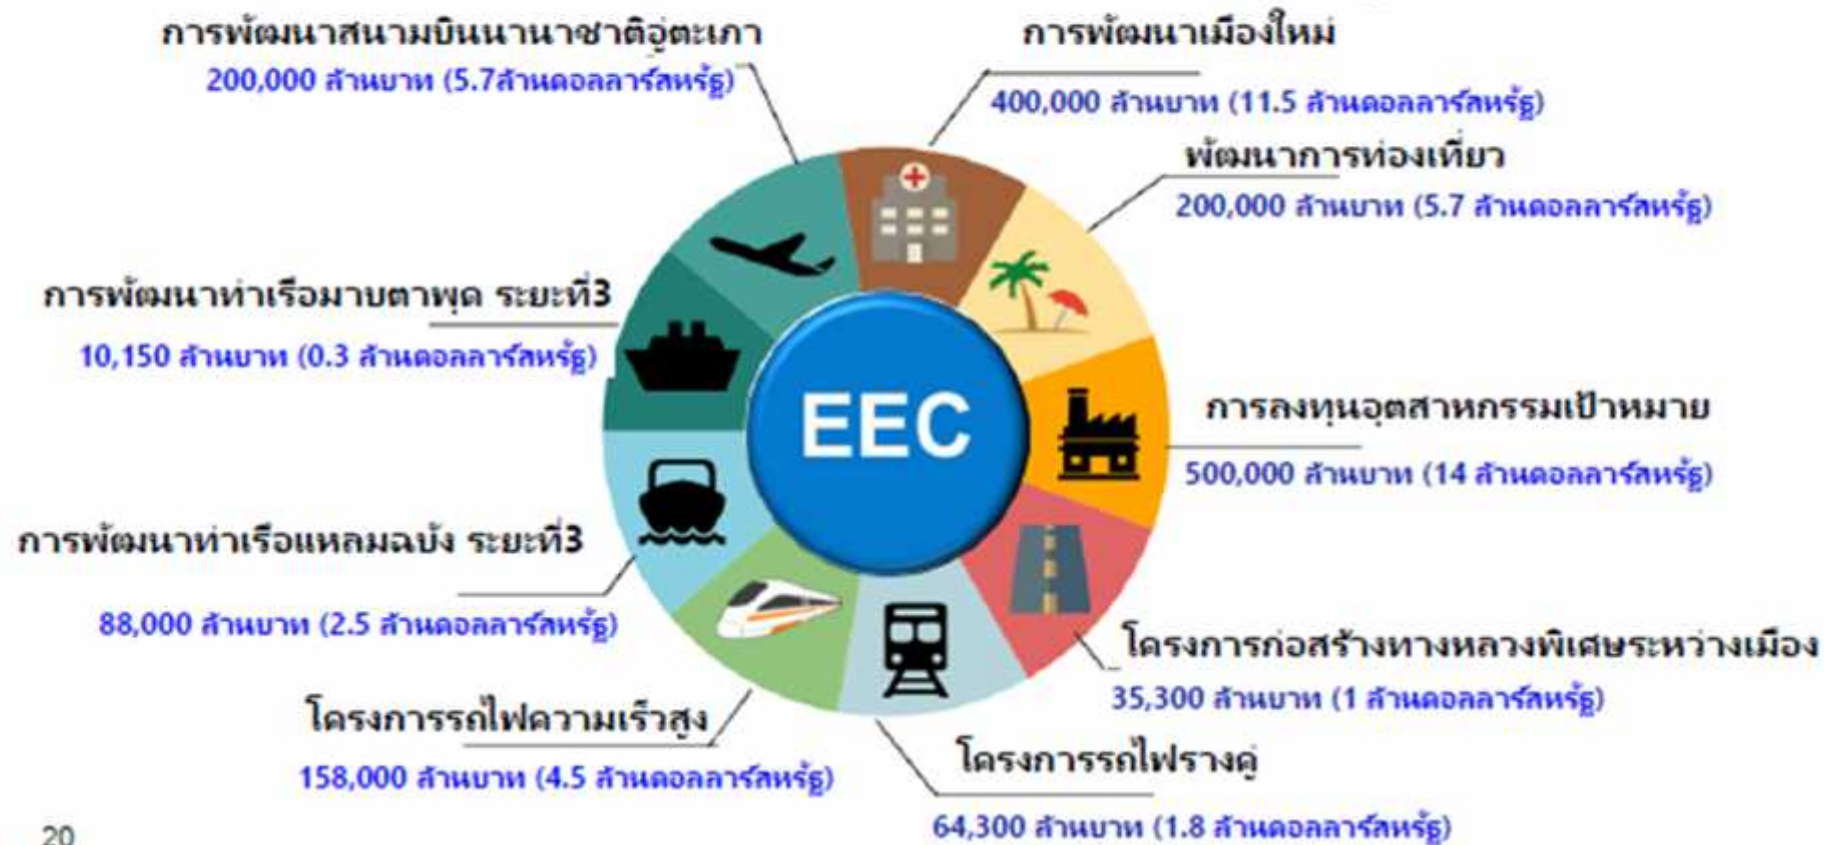 การพัฒนาสนามบินนานาชาติอู่ตะเภา
200,000 ล้านบาท (5.7ล้านดอลลาร์สหรัฐ)
การพัฒนาเมืองใหม่
400,000 ล้านบาท (11.5 ล้านดอลลาร์สหรัฐ)
พัฒนาการท่องเที่ยว
200,000 ล้านบาท (5.7 ล้านดอลลาร์สหรัฐ)
การพัฒนาท่าเรือมาบตาพุด ระยะที่3
10,150 ล้านบาท (0.3 ล้านดอลลาร์สหรัฐ)
EEC
การลงทุนอุตสาหกรรมเป้าหมาย
500,000 ล้านบาท (14 ล้านดอลลาร์สหรัฐ)
การพัฒนาท่าเรือแหลมฉบัง ระยะที่3
88,000 ล้านบาท (2.5 ล้านดอลลาร์สหรัฐ)
โครงการก่อสร้างทางหลวงพิเศษระหว่างเมือง
35,300 ล้านบาท (1 ล้านดอลลาร์สหรัฐ)
โครงการรถไฟความเร็วสูง
158,000 ล้านบาท (4.5 ล้านดอลลาร์สหรัฐ)
โครงการรถไฟรางคู่
64,300 ล้านบาท (1.8 ล้านดอลลาร์สหรัฐ)
20